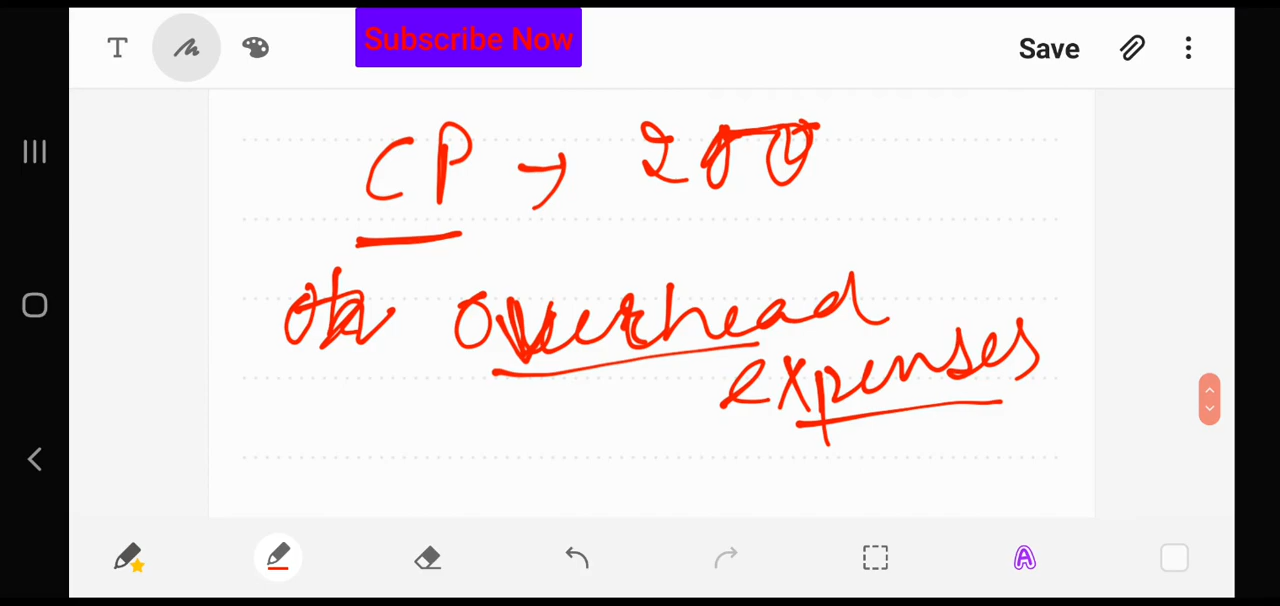 T Subscribe Now Save
CP → 200
overhead
expenses
A